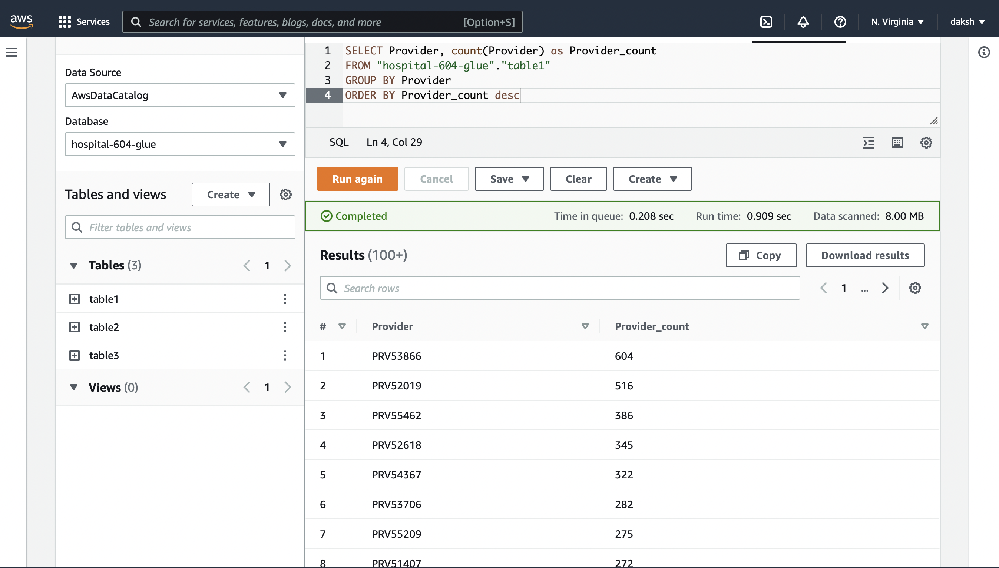 aws
Services
Search for services, features, blogs, docs, and more
[Option+S]
N. Virginia
daksh
Data Source
AwsDataCatalog
Database
hospital-604-glue
Tables and views
Create
Filter tables and views
Tables (3)
1
table1
table2
table3
Views (0)
1
1 SELECT Provider, count(Provider) as Provider_count
2 FROM "hospital-604-glue"."table1"
3 GROUP BY Provider
4 ORDER BY Provider_count desc
SQL Ln 4, Col 29
Run again Cancel Save Clear Create
Completed Time in queue: 0.208 sec Run time: 0.909 sec Data scanned: 8.00 MB
Results (100+) Copy Download results
Search rows 1 ...
# Provider Provider_count
1 PRV53866 604
2 PRV52019 516
3 PRV55462 386
4 PRV52618 345
5 PRV54367 322
6 PRV53706 282
7 PRV55209 275
8 PRV51407 272